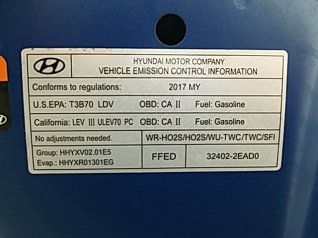 HYUNDAI MOTOR COMPANY
VEHICLE EMISSION CONTROL INFORMATION
Conforms to regulations: 2017 MY
U.S.EPA: T3B70 LDV OBD: CA II Fuel: Gasoline
California: LEV III ULEV70 PC OBD: CA II Fuel: Gasoline
No adjustments needed. WR-HO2S/HO2S/WU-TWC/TWC/SFI
Group: HHYXV02.01E5
Evap.: HHYXR01301EG
FFED 32402-2EAD0